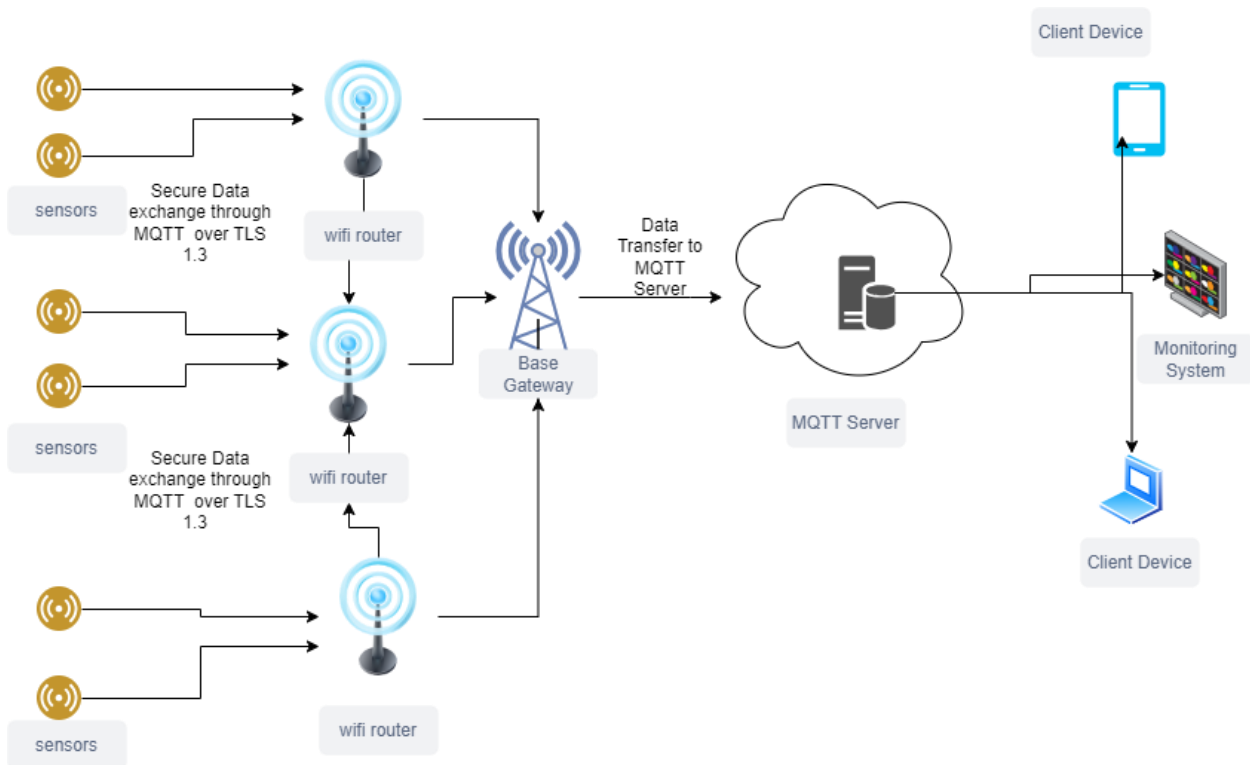 Client Device
sensors
Secure Data
exchange through
MQTT over TLS
1.3
wifi router
Data
Transfer to
MQTT
Server
Base
Gateway
Monitoring
System
MQTT Server
sensors
Secure Data
exchange through
MQTT over TLS
1.3
wifi router
Client Device
wifi router
sensors